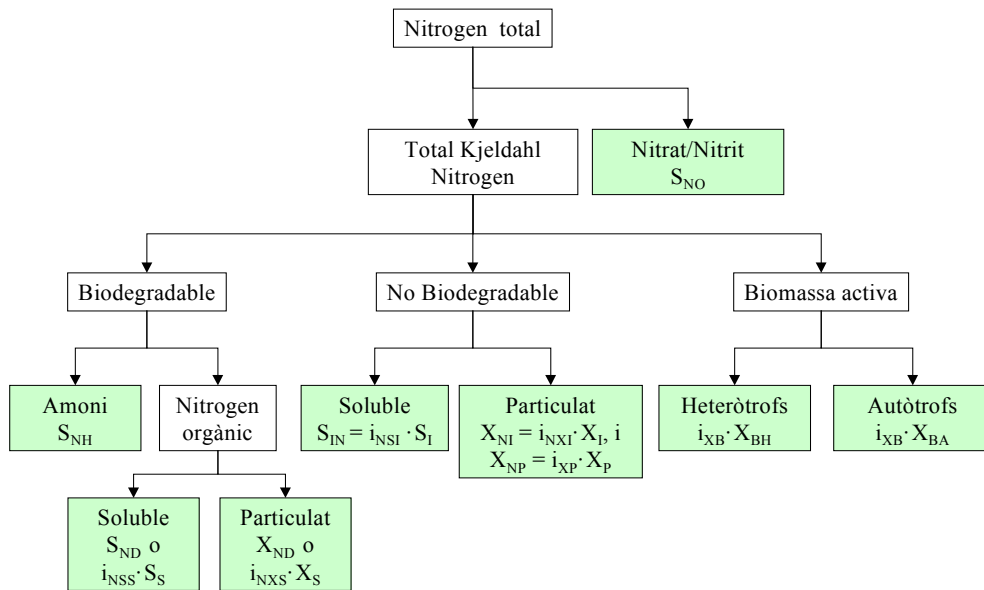 Nitrogen total
Total Kjeldahl
Nitrogen
Nitrat/Nitrit
S_NO
Biodegradable
No Biodegradable
Biomassa activa
Amoni
S_NH
Nitrogen
orgànic
Soluble
S_IN = i_NSI · S_I
Particulat
X_NI = i_NXI · X_I, i
X_NP = i_XP · X_P
Heteròtrofs
i_XB · X_BH
Autòtrofs
i_XB · X_BA
Soluble
S_ND o
i_NSS · S_S
Particulat
X_ND o
i_NXS · X_S